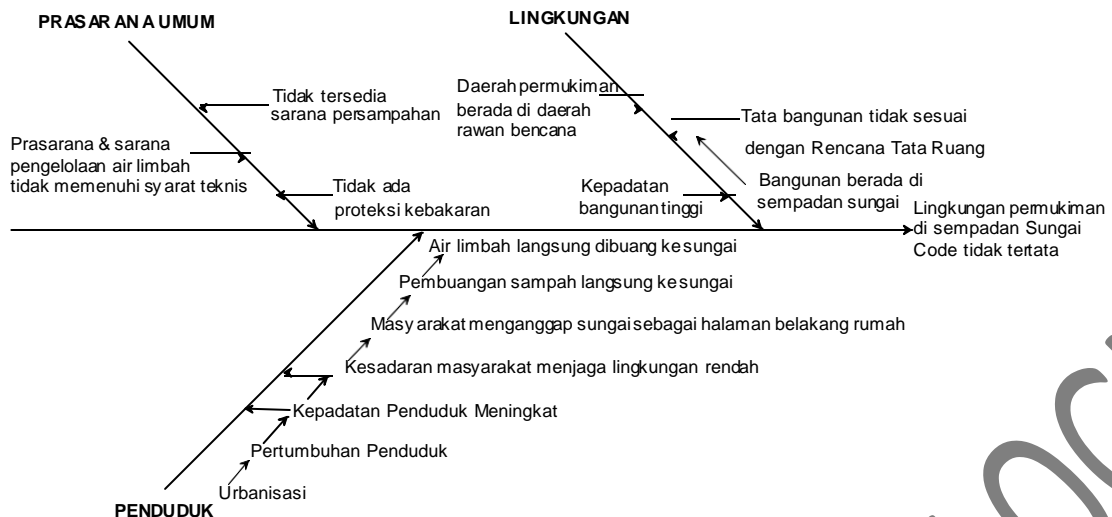 PRASARANA UMUM
LINGKUNGAN
Tidak tersedia
sarana persampahan
Prasarana & sarana
pengelolaan air limbah
tidak memenuhi syarat teknis
Tidak ada
proteksi kebakaran
Daerah permukiman
berada di daerah
rawan bencana
Tata bangunan tidak sesuai
dengan Rencana Tata Ruang
Kepadatan
bangunan tinggi
Bangunan berada di
sempadan sungai
Lingkungan permukiman
di sempadan Sungai
Code tidak tertata
Air limbah langsung dibuang kesungai
Pembuangan sampah langsung kesungai
Masyarakat menganggap sungai sebagai halaman belakang rumah
Kesadaran masyarakat menjaga lingkungan rendah
Kepadatan Penduduk Meningkat
Pertumbuhan Penduduk
Urbanisasi
PENDUDUK